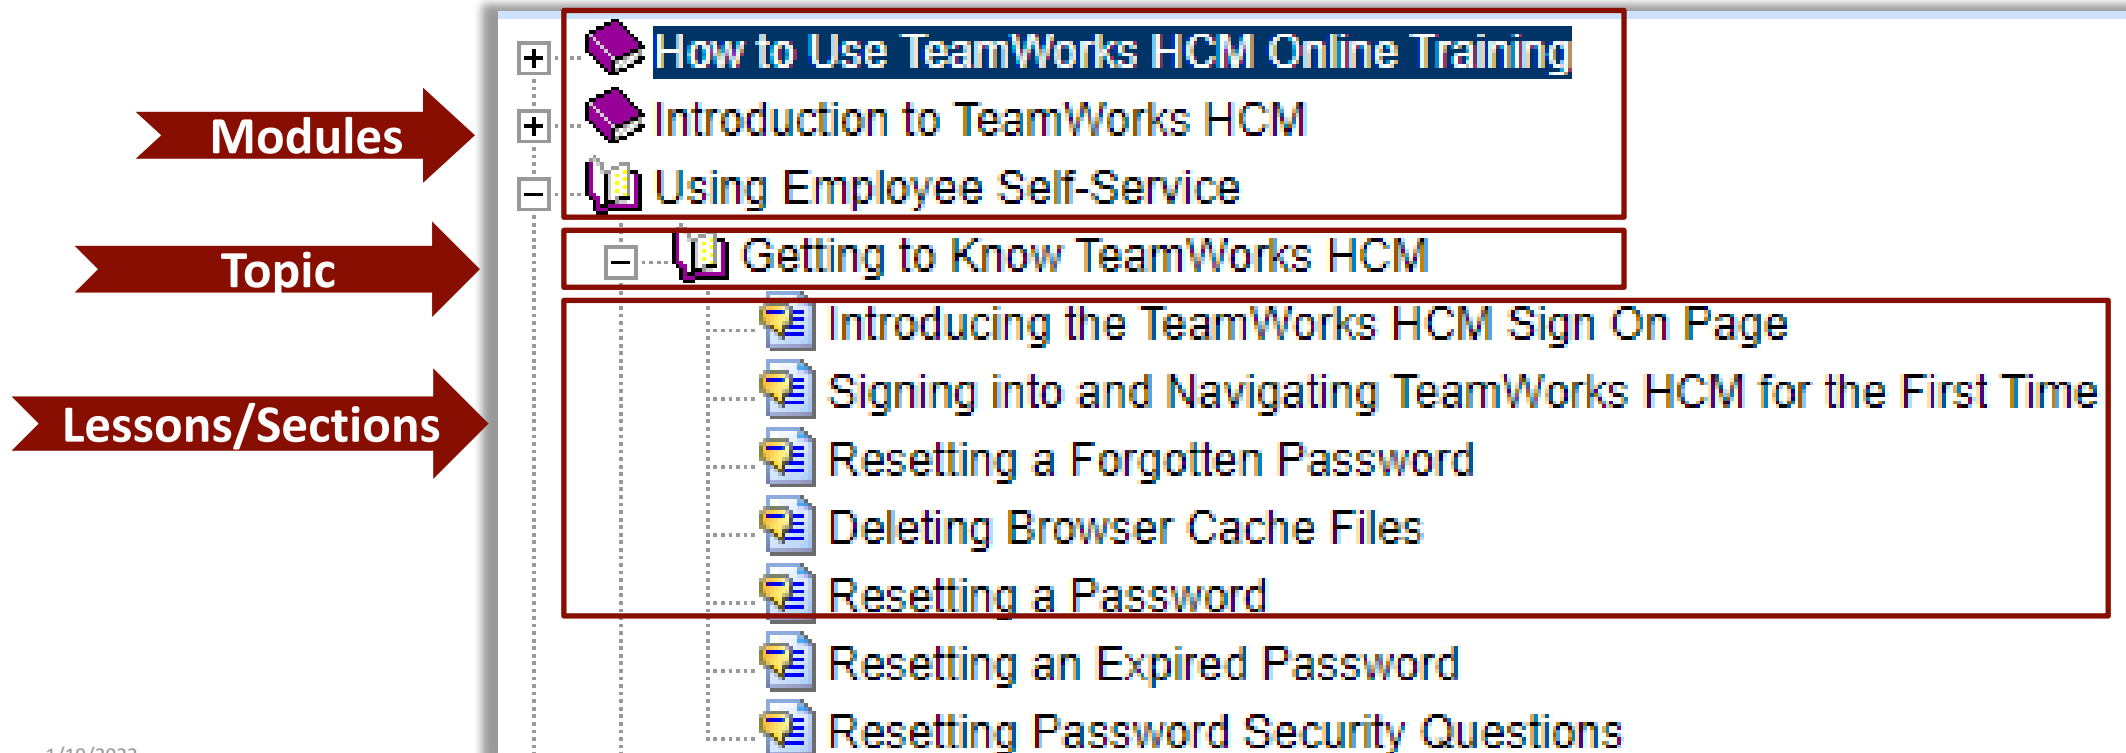 How to Use TeamWorks HCM Online Training
Introduction to TeamWorks HCM
Modules
Using Employee Self-Service
Getting to Know TeamWorks HCM
Topic
Introducing the TeamWorks HCM Sign On Page
Signing into and Navigating TeamWorks HCM for the First Time
Lessons/Sections
Resetting a Forgotten Password
Deleting Browser Cache Files
Resetting a Password
Resetting an Expired Password
Resetting Password Security Questions